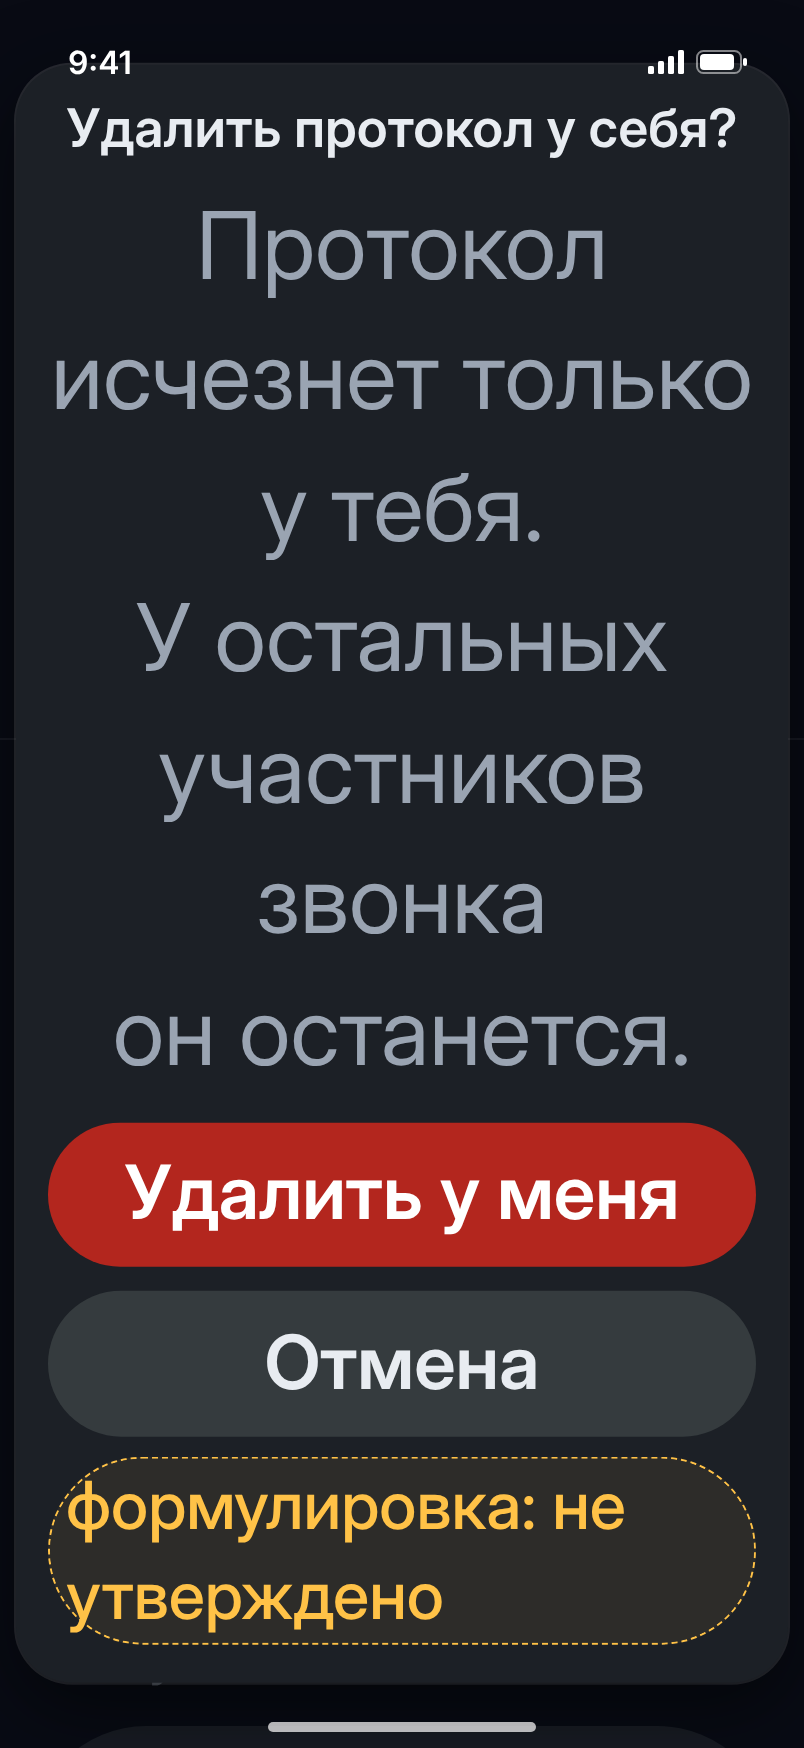 9:41
Удалить протокол у себя?
Протокол
исчезнет только
у тебя.
У остальных
участников
звонка
он останется.
Удалить у меня
Отмена
формулировка: не
утверждено